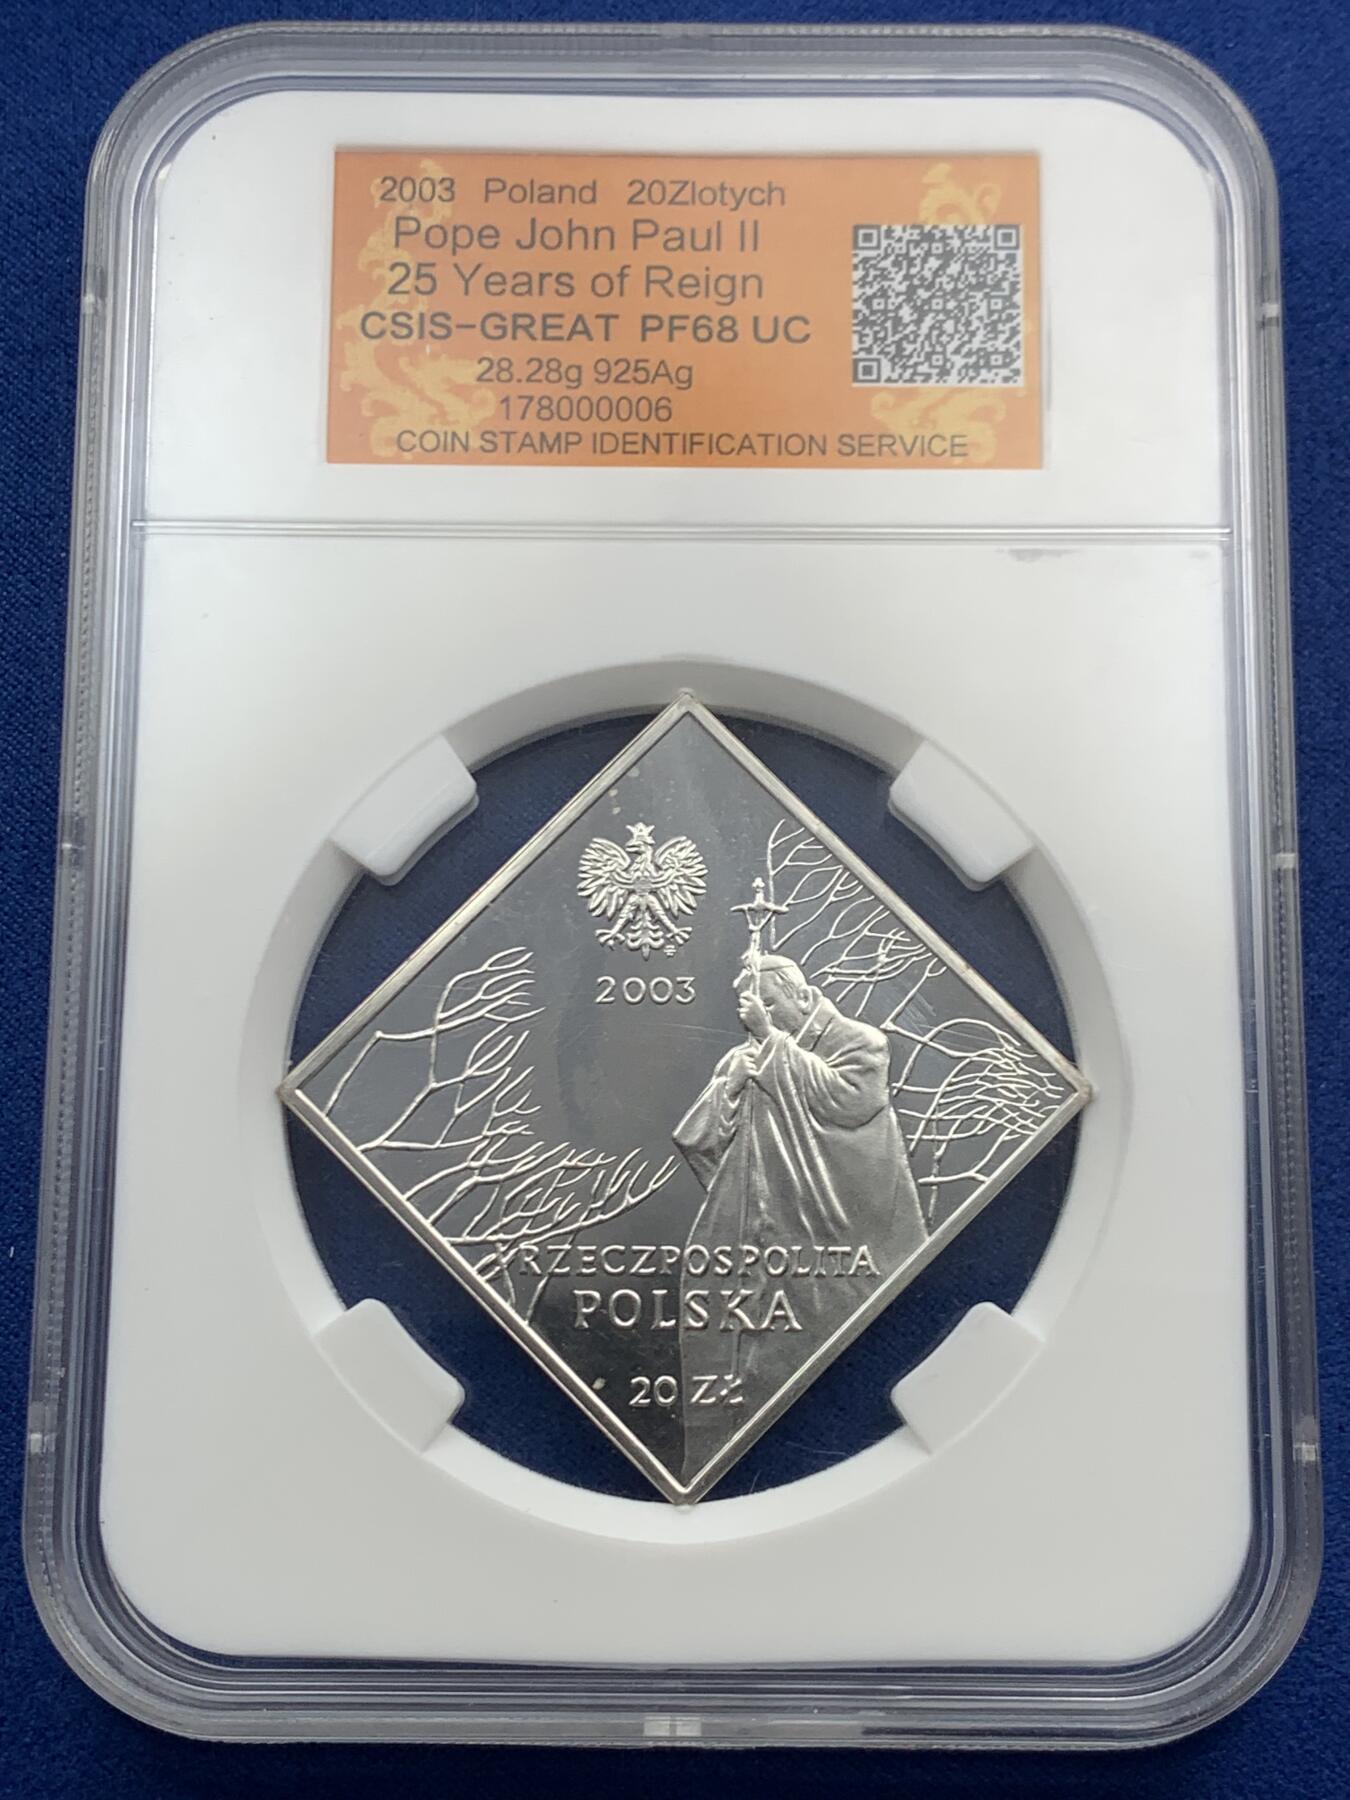 2003 Poland 20Zlotych
Pope John Paul II
25 Years of Reign
CSIS-GREAT PF68 UC
28.28g 925Ag
178000006
COIN STAMP IDENTIFICATION SERVICE
2003
RZECZPOSPOLITA
POLSKA
20 ZŁ